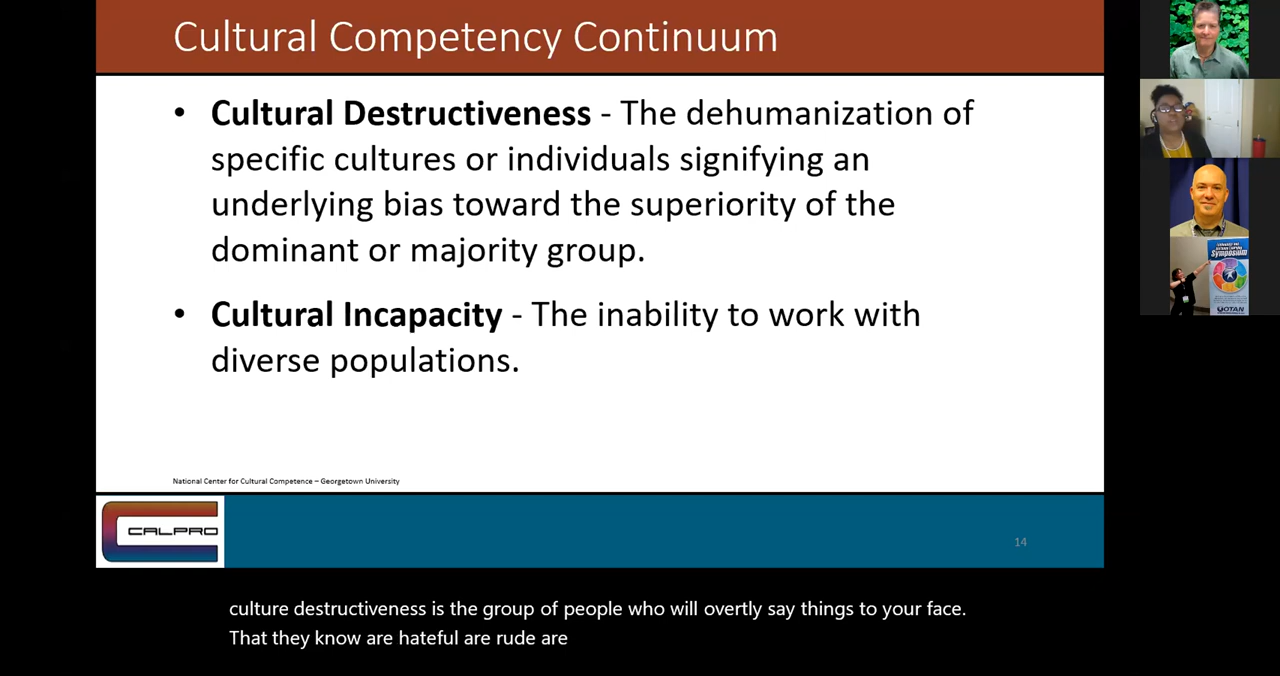 Cultural Competency Continuum
• Cultural Destructiveness - The dehumanization of
specific cultures or individuals signifying an
underlying bias toward the superiority of the
dominant or majority group.
• Cultural Incapacity - The inability to work with
diverse populations.
National Center for Cultural Competence – Georgetown University
CALPRO
14
culture destructiveness is the group of people who will overtly say things to your face.
That they know are hateful are rude are
Symposium
OTAN